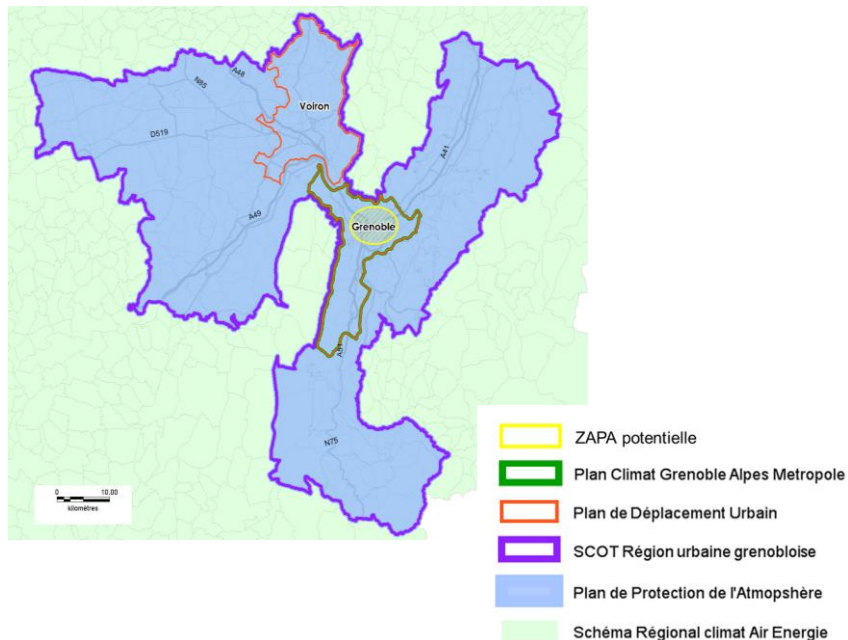 A48
N85
Voiron
D519
A41
A49
Grenoble
A51
N75
0 10,00
kilomètres
ZAPA potentielle
Plan Climat Grenoble Alpes Metropole
Plan de Déplacement Urbain
SCOT Région urbaine grenobloise
Plan de Protection de l'Atmopshère
Schéma Régional climat Air Energie